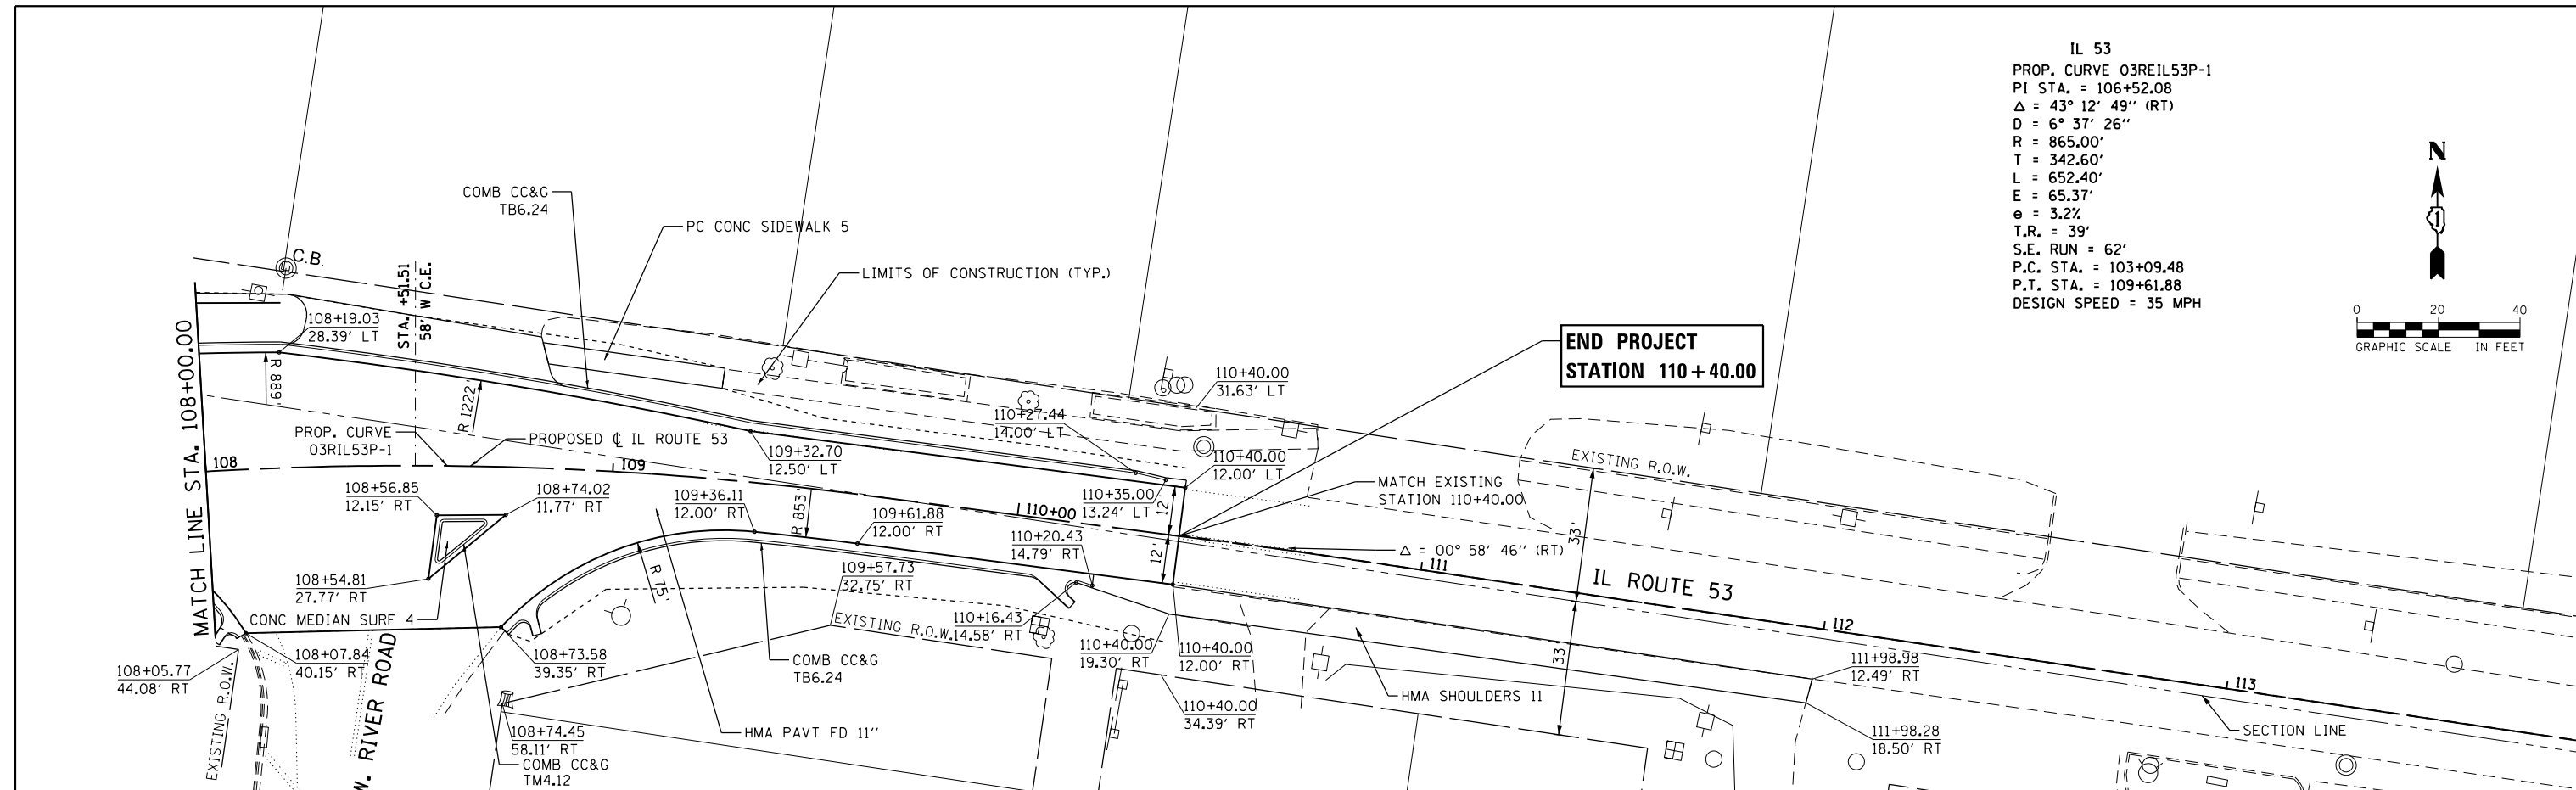 IL 53
PROP. CURVE 03REIL53P-1
PI STA. = 106+52.08
Δ = 43° 12' 49'' (RT)
D = 6° 37' 26''
R = 865.00'
T = 342.60'
L = 652.40'
E = 65.37'
e = 3.2%
T.R. = 39'
S.E. RUN = 62'
P.C. STA. = 103+09.48
P.T. STA. = 109+61.88
DESIGN SPEED = 35 MPH
N
1
0 20 40
GRAPHIC SCALE IN FEET
COMB CC&G
TB6.24
PC CONC SIDEWALK 5
LIMITS OF CONSTRUCTION (TYP.)
C.B.
STA. +51.51
58' W C.E.
108+19.03
28.39' LT
END PROJECT
STATION 110+40.00
110+40.00
31.63' LT
R 889'
R 1222'
110+27.44
14.00' LT
MATCH LINE STA. 108+00.00
PROP. CURVE
03RIL53P-1
PROPOSED ℄ IL ROUTE 53
109+32.70
12.50' LT
110+40.00
12.00' LT
EXISTING R.O.W.
108
109
MATCH EXISTING
STATION 110+40.00
108+56.85
12.15' RT
108+74.02
11.77' RT
109+36.11
12.00' RT
R 853'
109+61.88
12.00' RT
110+00
110+35.00
13.24' LT
12'
12'
33'
110+20.43
14.79' RT
Δ = 00° 58' 46'' (RT)
111
IL ROUTE 53
108+54.81
27.77' RT
R 75'
109+57.73
32.75' RT
CONC MEDIAN SURF 4
110+16.43
14.58' RT
EXISTING R.O.W.
112
108+05.77
44.08' RT
108+07.84
40.15' RT
108+73.58
39.35' RT
COMB CC&G
TB6.24
110+40.00
19.30' RT
110+40.00
12.00' RT
33'
111+98.98
12.49' RT
HMA SHOULDERS 11
113
EXISTING R.O.W.
W. RIVER ROAD
108+74.45
58.11' RT
COMB CC&G
TM4.12
HMA PAVT FD 11''
110+40.00
34.39' RT
111+98.28
18.50' RT
SECTION LINE